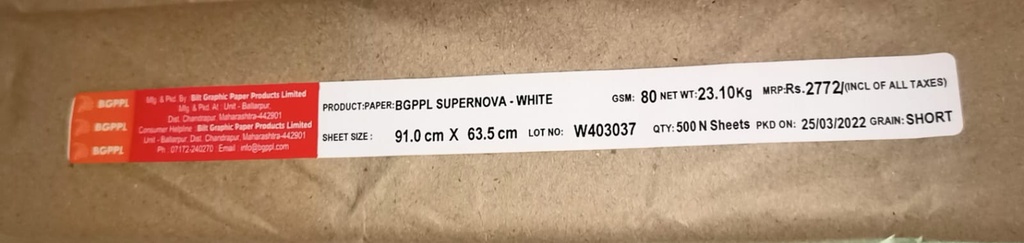 BGPPL
BGPPL
BGPPL
Mfg. & Pkd. By Bilt Graphic Paper Products Limited
Mfg. & Pkd. At : Unit - Ballarpur,
Dist. Chandrapur, Maharashtra-442901
Consumer Helpline : Bilt Graphic Paper Products Limited
Unit - Ballarpur, Dist. Chandrapur, Maharashtra-442901
Ph : 07172-240270 Email : info@bgppl.com
PRODUCT:PAPER:BGPPL SUPERNOVA - WHITE GSM: 80 NET WT:23.10Kg MRP:Rs.2772/(INCL OF ALL TAXES)
SHEET SIZE : 91.0 cm X 63.5 cm LOT NO: W403037 QTY: 500 N Sheets PKD ON: 25/03/2022 GRAIN: SHORT